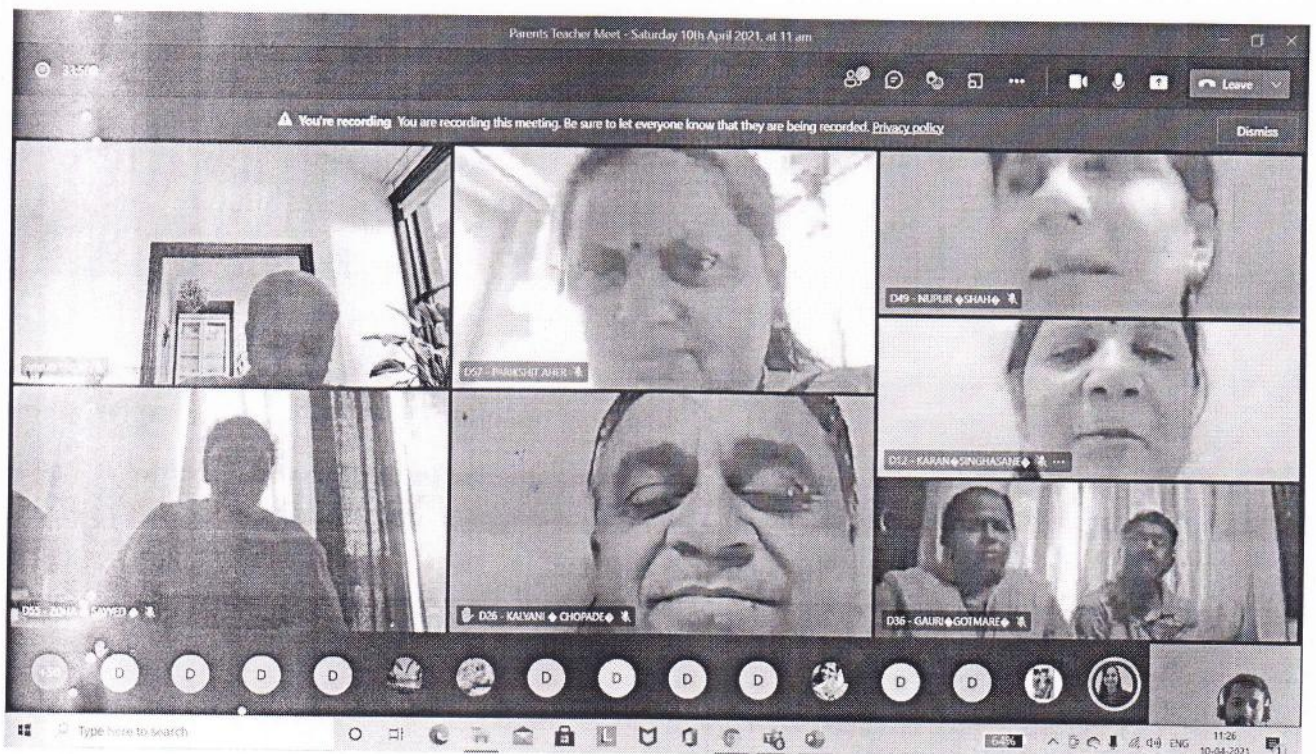 Parents Teacher Meet - Saturday 10th April 2021, at 11 am
Leave
You're recording You are recording this meeting. Be sure to let everyone know that they are being recorded. Privacy policy
Dismiss
D57 - PARIKSHIT AHER
D49 - NUPUR �SHAH�
D12 - KARAN�SINGHASANE� ...
D55 - ZOHA SAYYED �
D26 - KALYANI � CHOPADE�
D36 - GAURI�GOTMARE�
D D D D D D D D D D
Type here to search
64%
ENG
11:26
10-04-2021